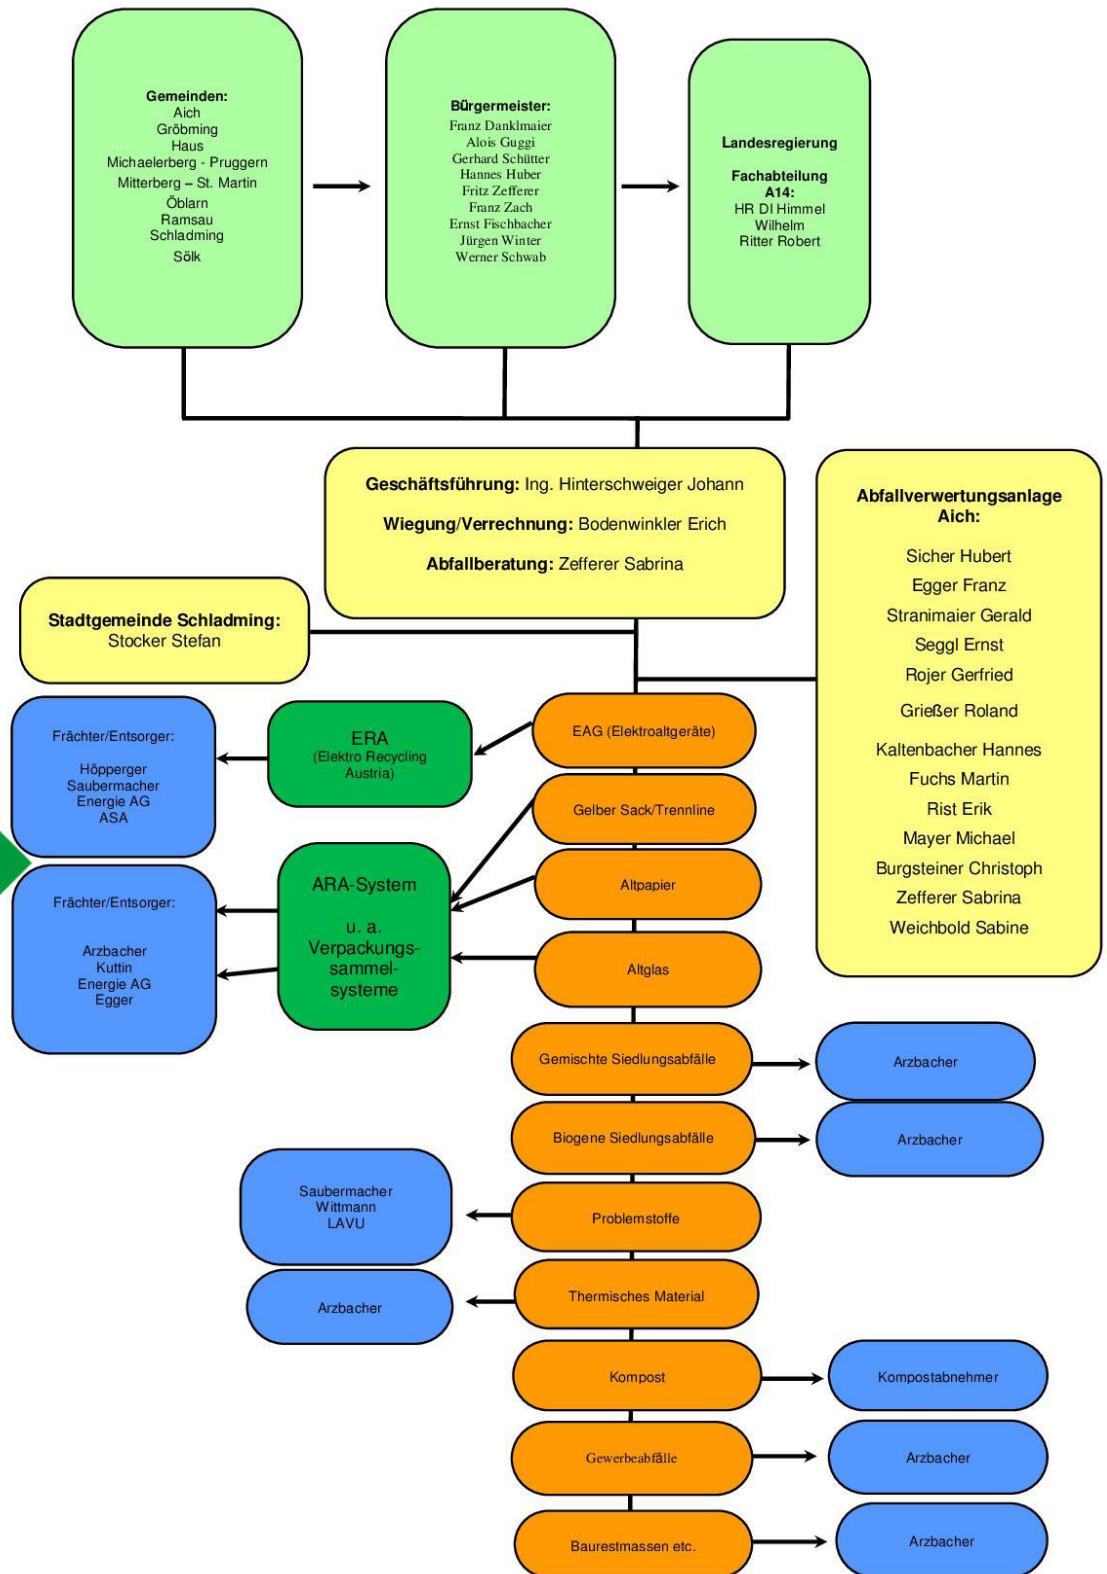 Gemeinden:
Aich
Gröbming
Haus
Michaelerberg - Pruggern
Mitterberg – St. Martin
Öblarn
Ramsau
Schladming
Sölk
Bürgermeister:
Franz Danklmaier
Alois Guggi
Gerhard Schütter
Hannes Huber
Fritz Zefferer
Franz Zach
Ernst Fischbacher
Jürgen Winter
Werner Schwab
Landesregierung
Fachabteilung
A14:
HR DI Himmel
Wilhelm
Ritter Robert
Geschäftsführung: Ing. Hinterschweiger Johann
Wiegung/Verrechnung: Bodenwinkler Erich
Abfallberatung: Zefferer Sabrina
Abfallverwertungsanlage
Aich:
Sicher Hubert
Egger Franz
Stranimaier Gerald
Seggl Ernst
Rojer Gerfried
Grießer Roland
Kaltenbacher Hannes
Fuchs Martin
Rist Erik
Mayer Michael
Burgsteiner Christoph
Zefferer Sabrina
Weichbold Sabine
Stadtgemeinde Schladming:
Stocker Stefan
Frächter/Entsorger:
Höpperger
Saubermacher
Energie AG
ASA
ERA
(Elektro Recycling
Austria)
EAG (Elektroaltgeräte)
Gelber Sack/Trennline
Frächter/Entsorger:
Arzbacher
Kuttin
Energie AG
Egger
ARA-System
u. a.
Verpackungs-
sammel-
systeme
Altpapier
Altglas
Gemischte Siedlungsabfälle
Arzbacher
Biogene Siedlungsabfälle
Arzbacher
Saubermacher
Wittmann
LAVU
Problemstoffe
Arzbacher
Thermisches Material
Kompost
Kompostabnehmer
Gewerbeabfälle
Arzbacher
Baurestmassen etc.
Arzbacher